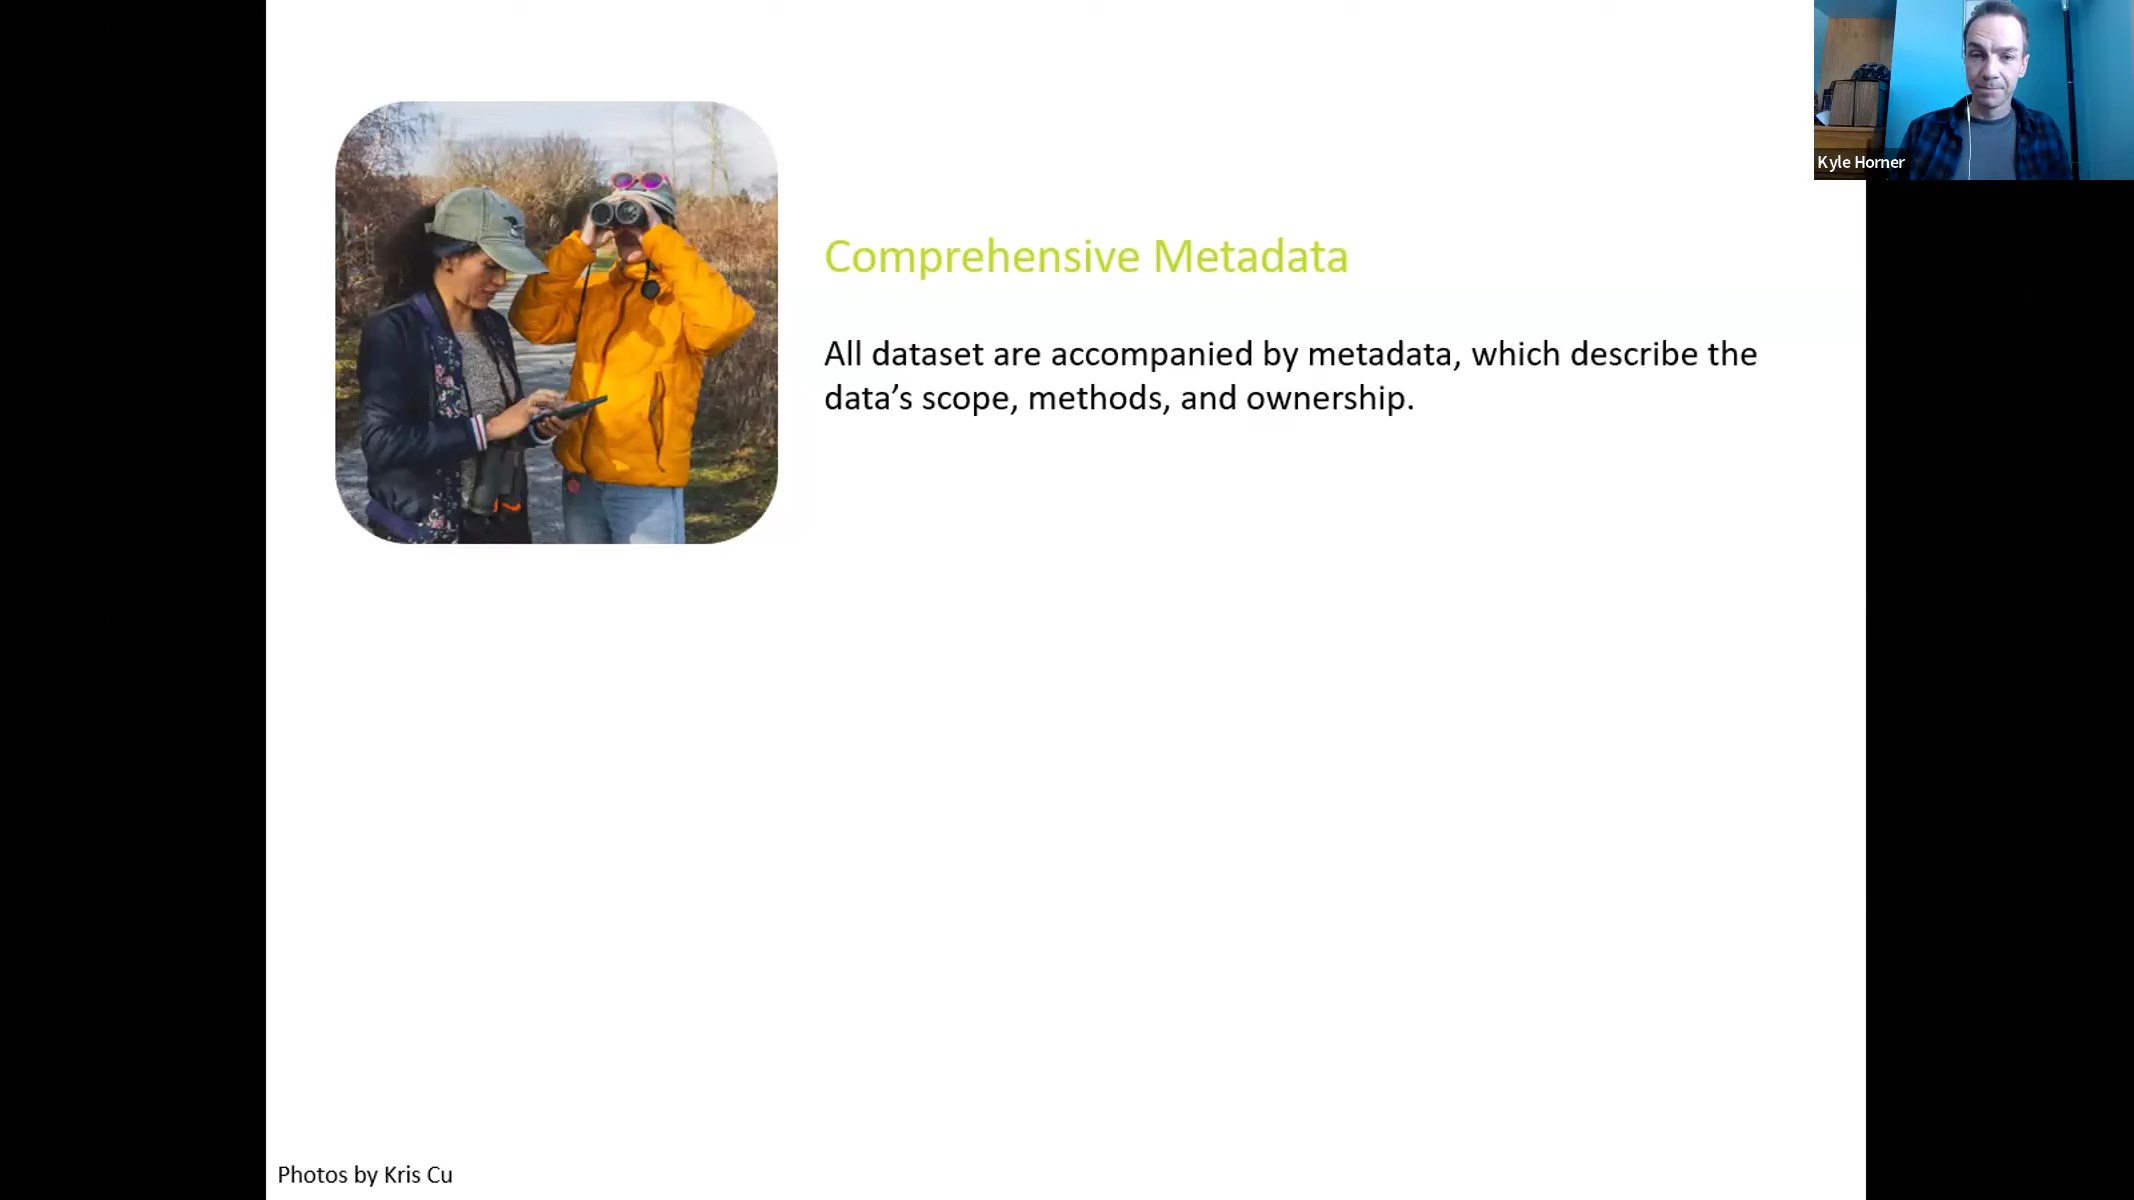 Kyle Horner
Comprehensive Metadata
All dataset are accompanied by metadata, which describe the
data’s scope, methods, and ownership.
Photos by Kris Cu